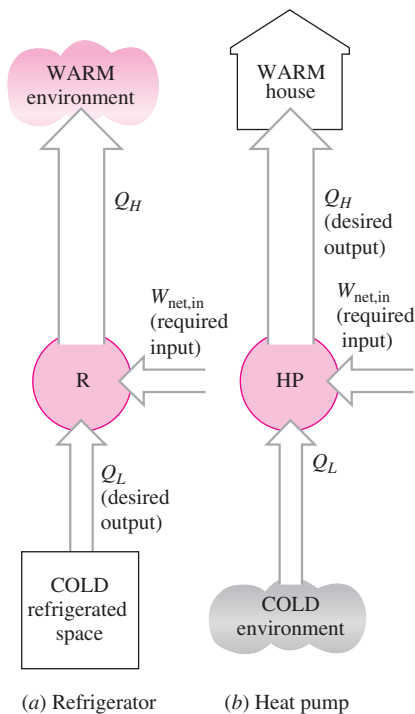 WARM
environment
Q_H
W_net,in
(required
input)
R
Q_L
(desired
output)
COLD
refrigerated
space
(a) Refrigerator
WARM
house
Q_H
(desired
output)
W_net,in
(required
input)
HP
Q_L
COLD
environment
(b) Heat pump